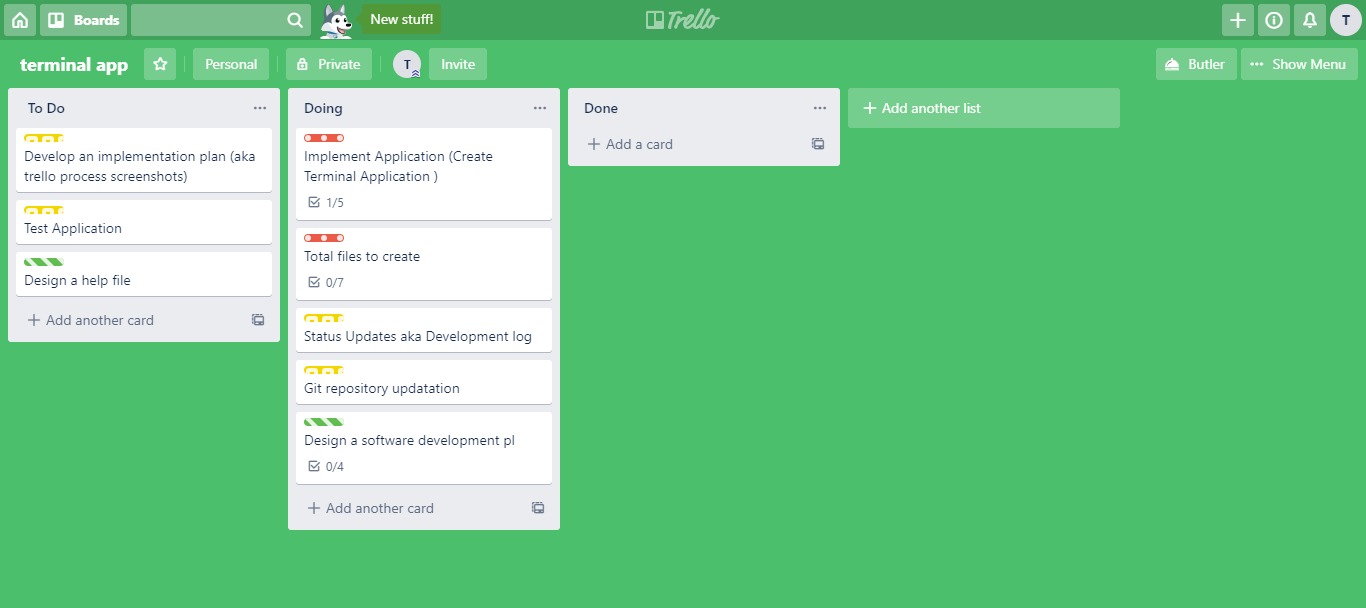 Boards
New stuff!
Trello
T
terminal app
Personal
Private
T
Invite
Butler
Show Menu
To Do
Develop an implementation plan (aka
trello process screenshots)
Test Application
Design a help file
Add another card
Doing
Implement Application (Create
Terminal Application )
1/5
Total files to create
0/7
Status Updates aka Development log
Git repository updatation
Design a software development pl
0/4
Add another card
Done
Add a card
Add another list